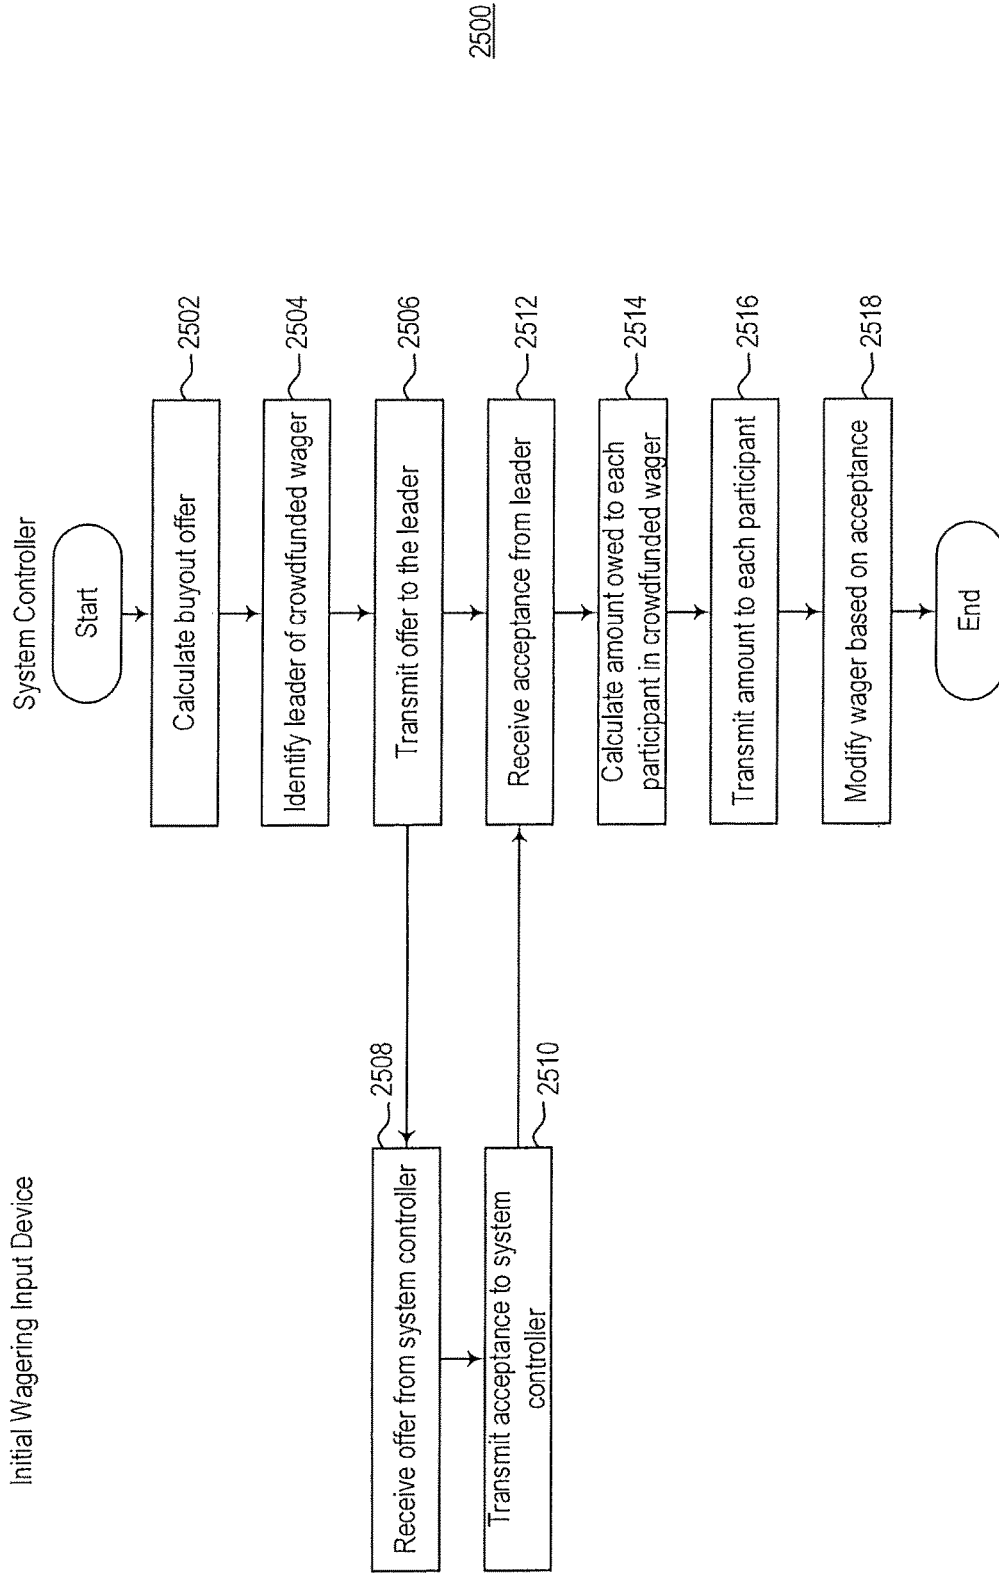 Initial Wagering Input Device
System Controller
Start
Calculate buyout offer
2502
Identify leader of crowdfunded wager
2504
Transmit offer to the leader
2506
Receive offer from system controller
2508
Transmit acceptance to system
controller
2510
Receive acceptance from leader
2512
Calculate amount owed to each
participant in crowdfunded wager
2514
Transmit amount to each participant
2516
Modify wager based on acceptance
2518
End
2500